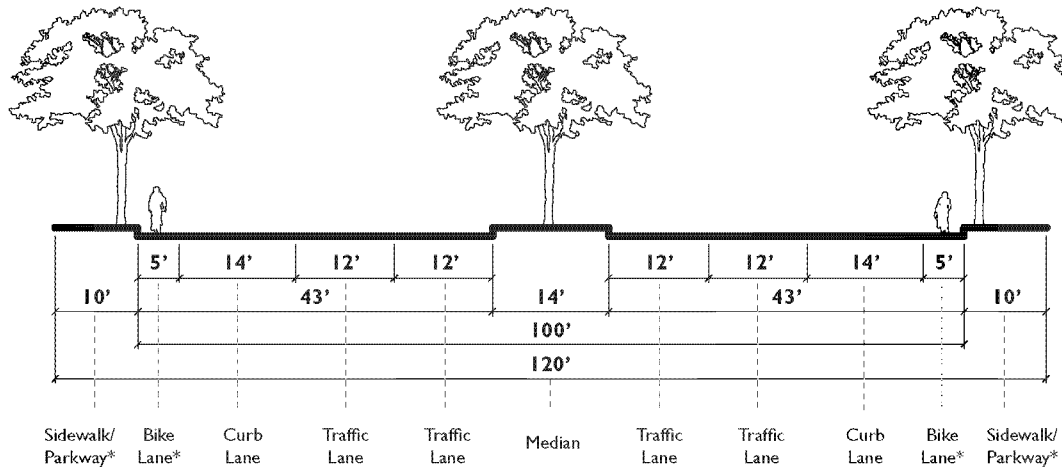 5' 14' 12' 12' 12' 12' 14' 5'
10' 43' 14' 43' 10'
100'
120'
Sidewalk/ Bike Curb Traffic Traffic Median Traffic Traffic Curb Bike Sidewalk/
Parkway* Lane* Lane Lane Lane Lane Lane Lane Lane* Parkway*